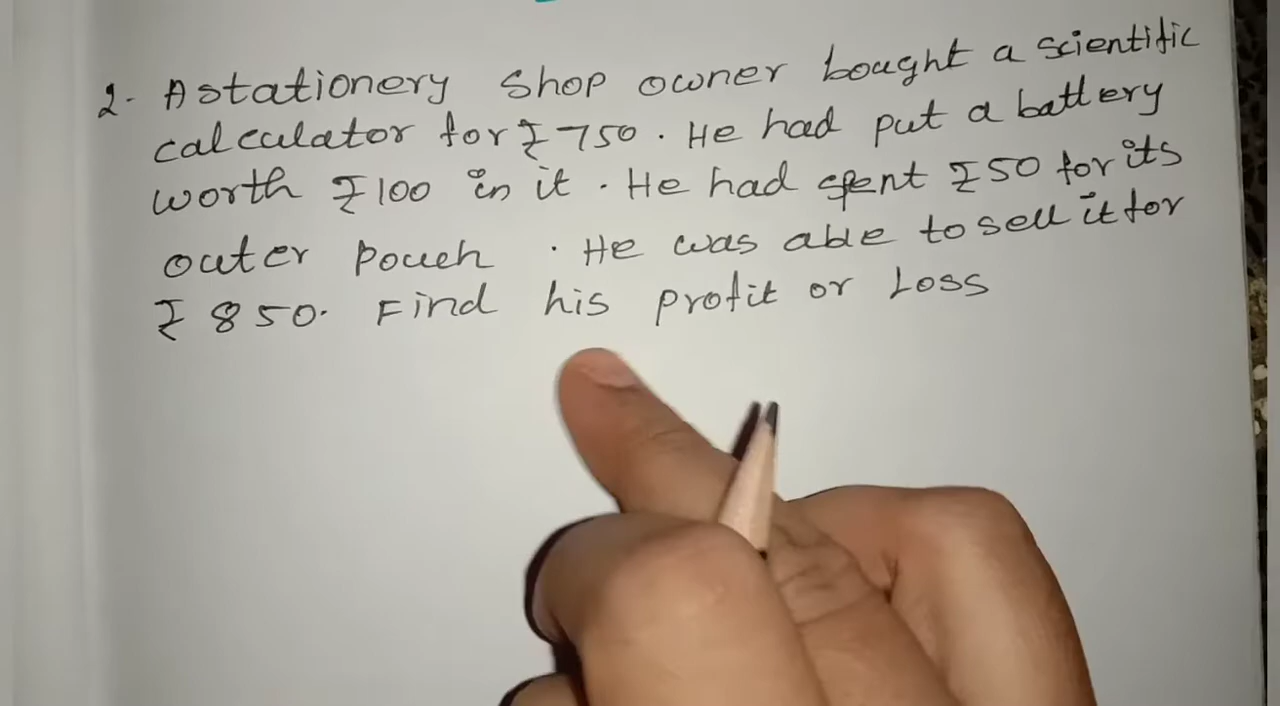 2. A stationery shop owner bought a scientific
calculator for ₹ 750. He had put a battery
worth ₹ 100 in it. He had spent ₹ 50 for its
outer pouch. He was able to sell it for
₹ 850. Find his profit or Loss